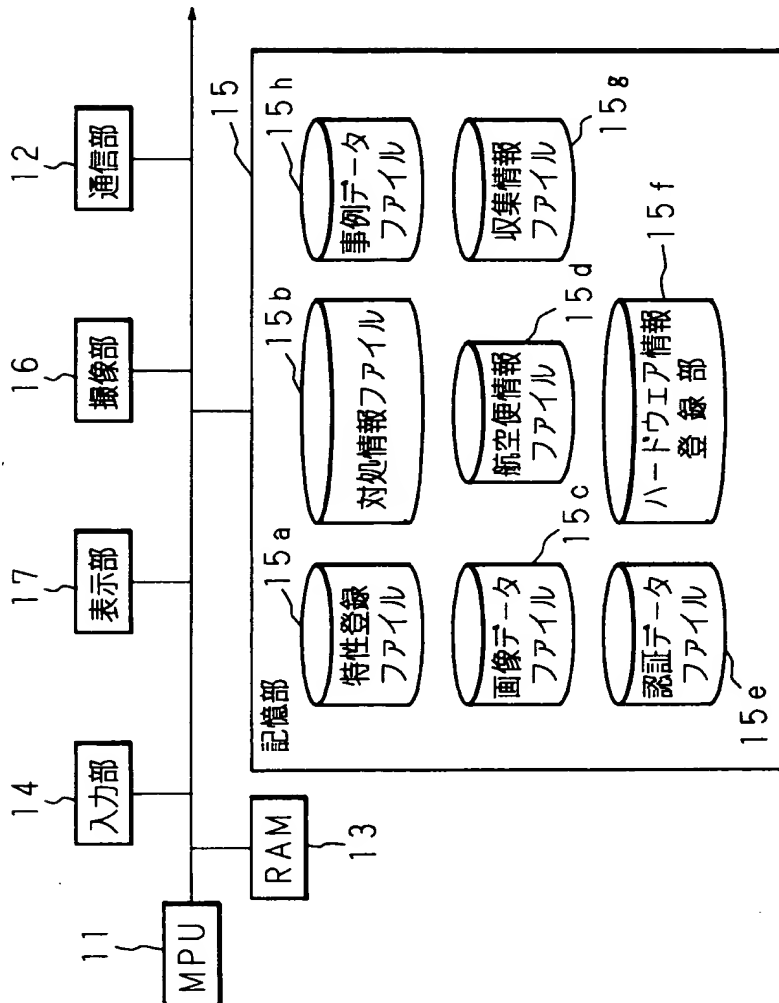 11
MPU
14
入力部
17
表示部
16
撮像部
12
通信部
RAM
13
15
記憶部
15a
特性登録
ファイル
15b
対処情報ファイル
15h
事例データ
ファイル
画像データ
ファイル
15c
航空便情報
ファイル
15d
収集情報
ファイル
15g
認証データ
ファイル
15e
ハードウェア情報
登録部
15f